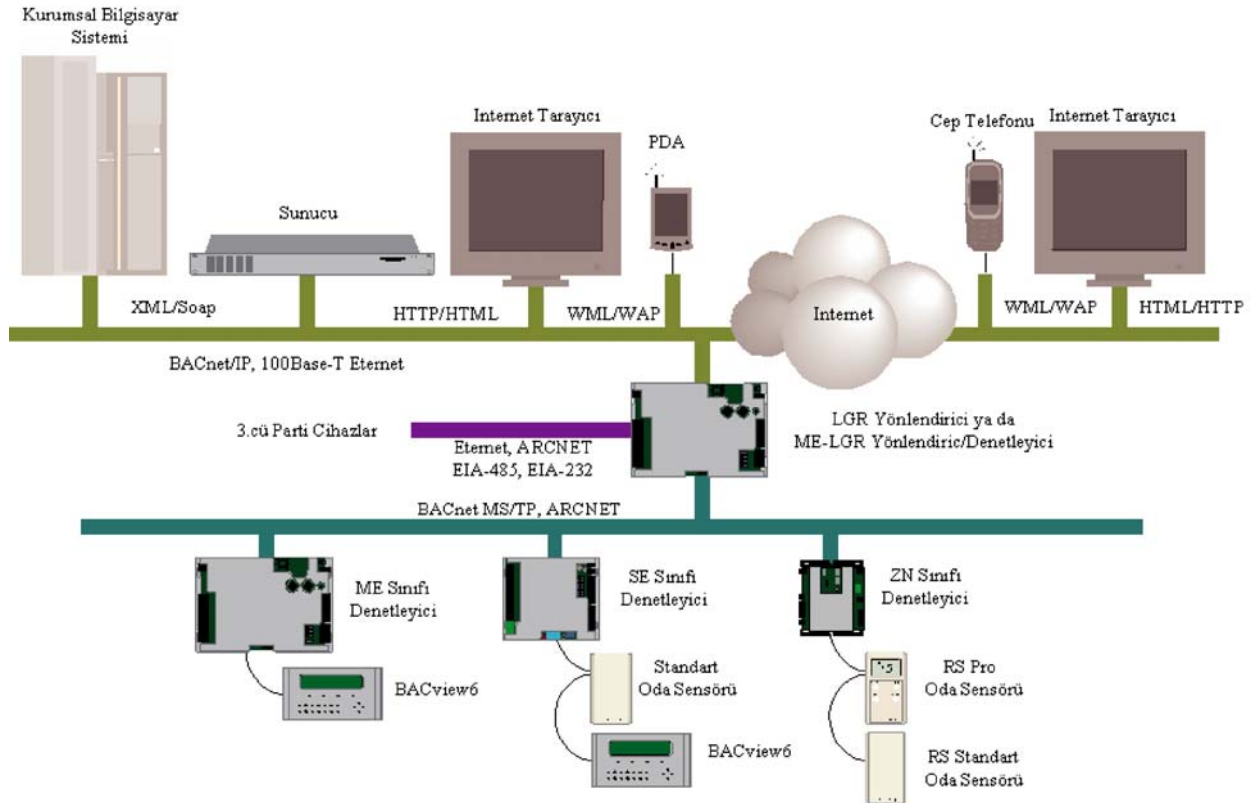 Kurumsal Bilgisayar
Sistemi
Internet Tarayıcı
PDA
Cep Telefonu
Internet Tarayıcı
Sunucu
XML/Soap
HTTP/HTML
WML/WAP
Internet
WML/WAP
HTML/HTTP
BACnet/IP, 100Base-T Eternet
3.cü Parti Cihazlar
Eternet, ARCNET
EIA-485, EIA-232
LGR Yönlendirici ya da
ME-LGR Yönlendiric/Denetleyici
BACnet MS/TP, ARCNET
ME Sınıfı
Denetleyici
SE Sınıfı
Denetleyici
ZN Sınıfı
Denetleyici
BACview6
Standart
Oda Sensörü
BACview6
RS Pro
Oda Sensörü
RS Standart
Oda Sensörü